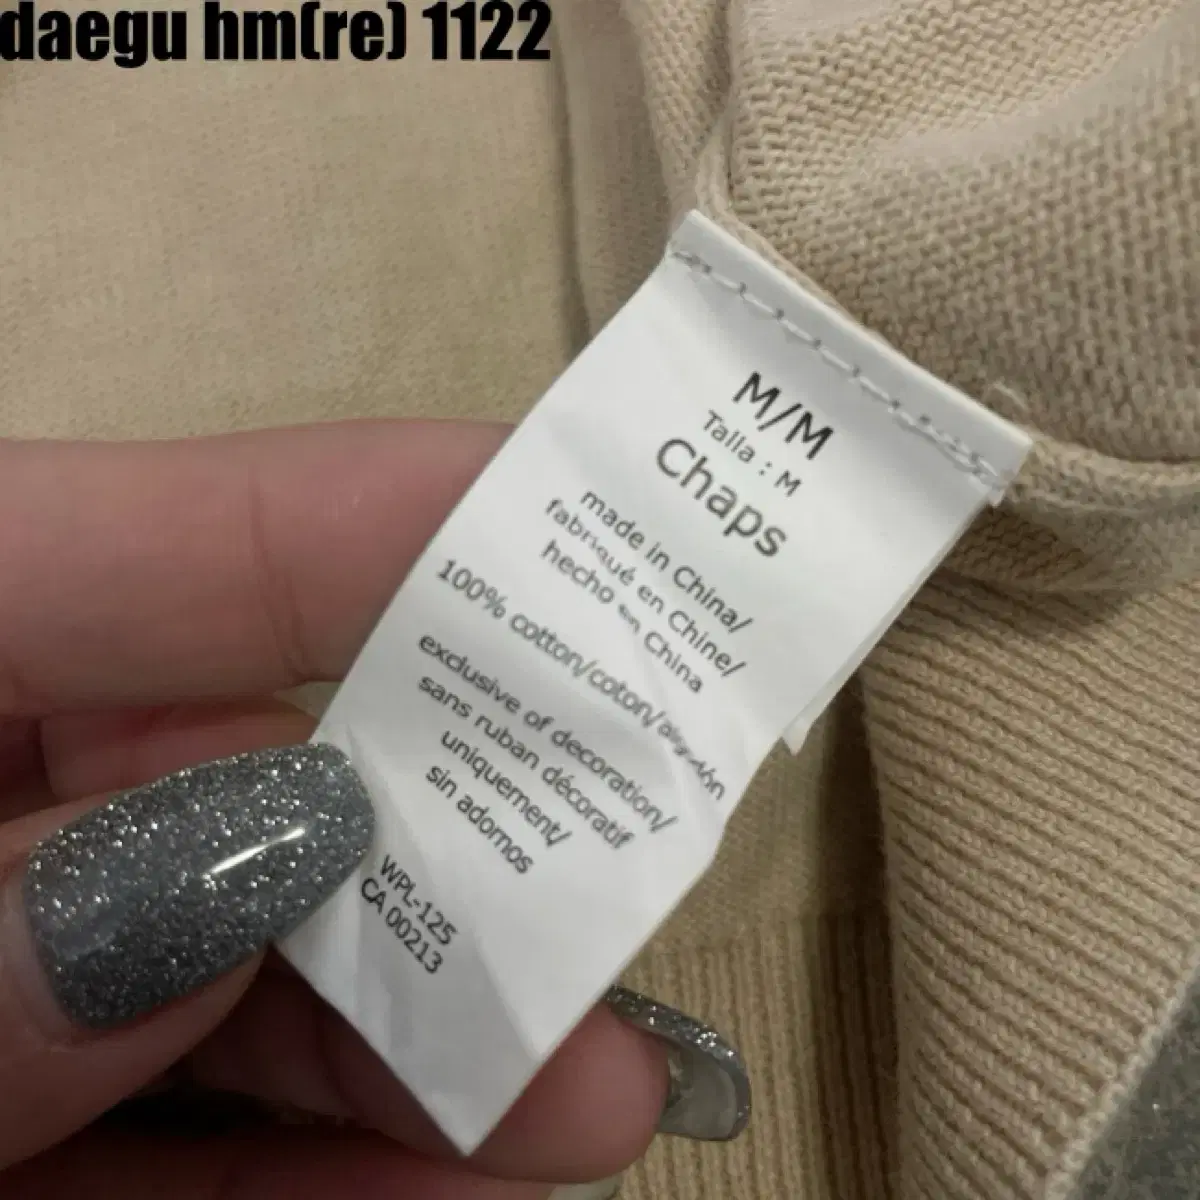 daegu hm(re) 1122
M/M
Talla : M
Chaps
made in China/
fabriqué en Chine/
hecho en China
100% cotton/coton/algodón
exclusive of decoration/
sans ruban décoratif
uniquement/
sin adornos
WPL-125
CA 00213